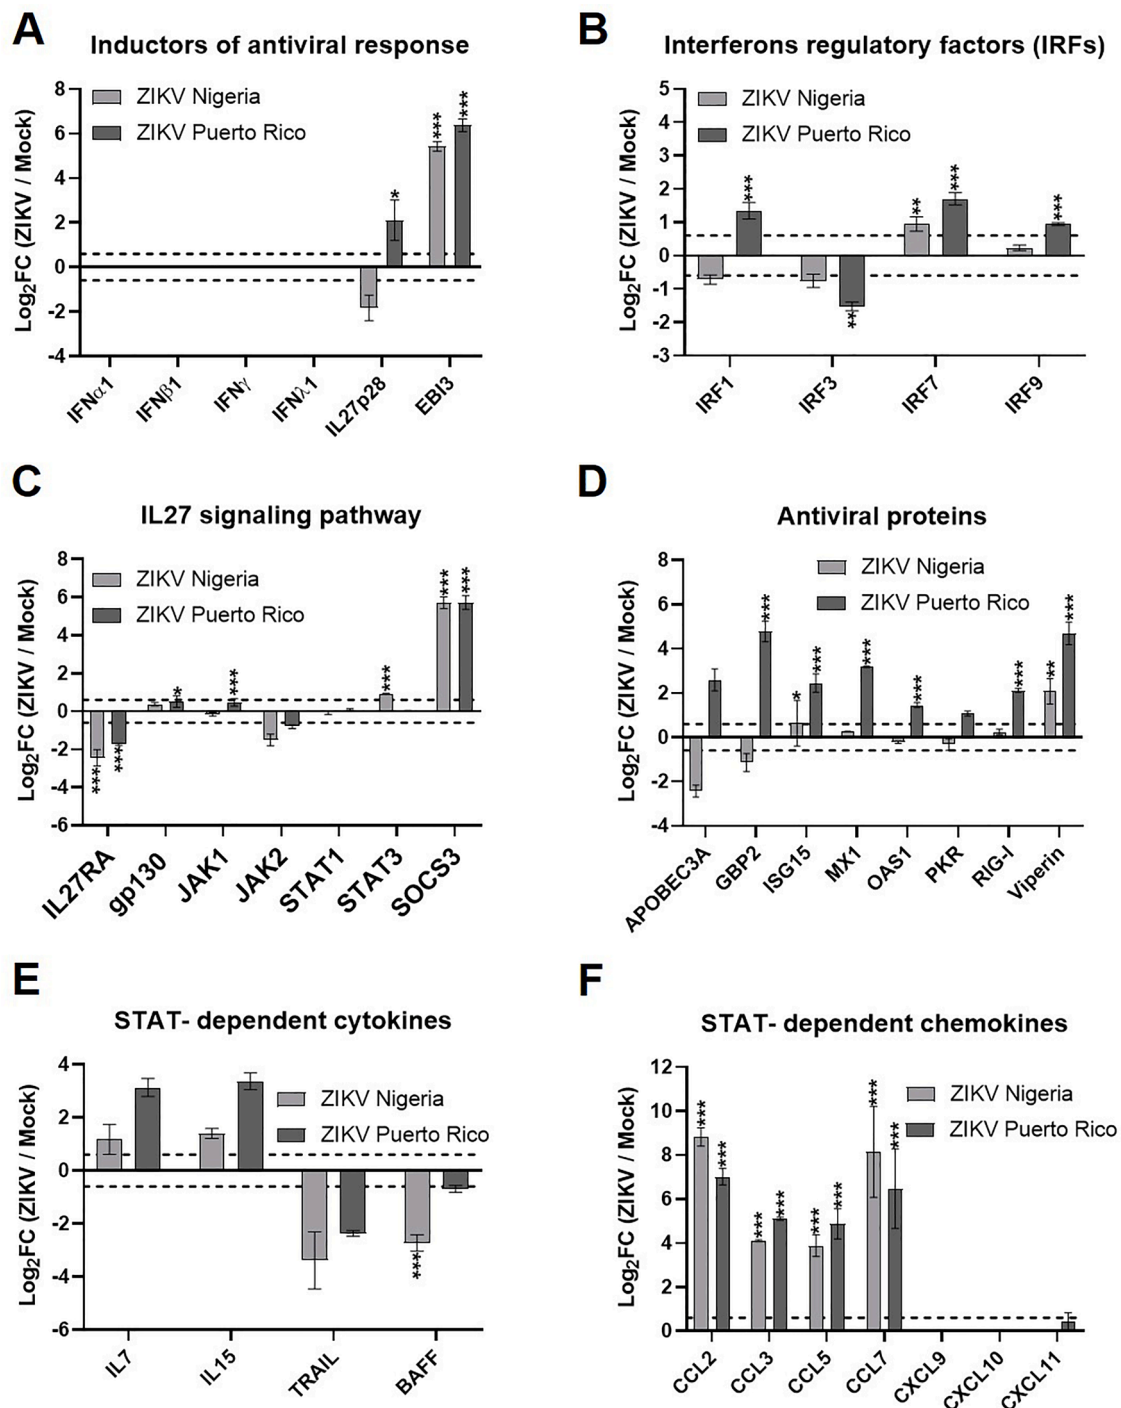 A
Inductors of antiviral response
Log2FC (ZIKV / Mock)
8
6
4
2
0
-2
-4
ZIKV Nigeria
ZIKV Puerto Rico
*
***
***
IFNα1
IFNβ1
IFNγ
IFNλ1
IL27p28
EBI3
B
Interferons regulatory factors (IRFs)
Log2FC (ZIKV / Mock)
5
4
3
2
1
0
-1
-2
-3
ZIKV Nigeria
ZIKV Puerto Rico
***
**
**
***
***
IRF1
IRF3
IRF7
IRF9
C
IL27 signaling pathway
Log2FC (ZIKV / Mock)
8
6
4
2
0
-2
-4
-6
ZIKV Nigeria
ZIKV Puerto Rico
***
***
*
***
***
***
***
IL27RA
gp130
JAK1
JAK2
STAT1
STAT3
SOCS3
D
Antiviral proteins
Log2FC (ZIKV / Mock)
8
6
4
2
0
-2
-4
ZIKV Nigeria
ZIKV Puerto Rico
***
*
***
***
***
***
**
***
APOBEC3A
GBP2
ISG15
MX1
OAS1
PKR
RIG-I
Viperin
E
STAT- dependent cytokines
Log2FC (ZIKV / Mock)
4
2
0
-2
-4
-6
ZIKV Nigeria
ZIKV Puerto Rico
***
IL7
IL15
TRAIL
BAFF
F
STAT- dependent chemokines
Log2FC (ZIKV / Mock)
12
10
8
6
4
2
0
ZIKV Nigeria
ZIKV Puerto Rico
***
***
***
***
***
***
***
***
CCL2
CCL3
CCL5
CCL7
CXCL9
CXCL10
CXCL11